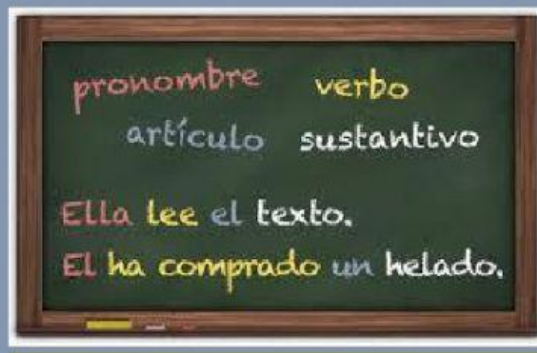 pronombre verbo
artículo sustantivo
Ella lee el texto.
El ha comprado un helado.